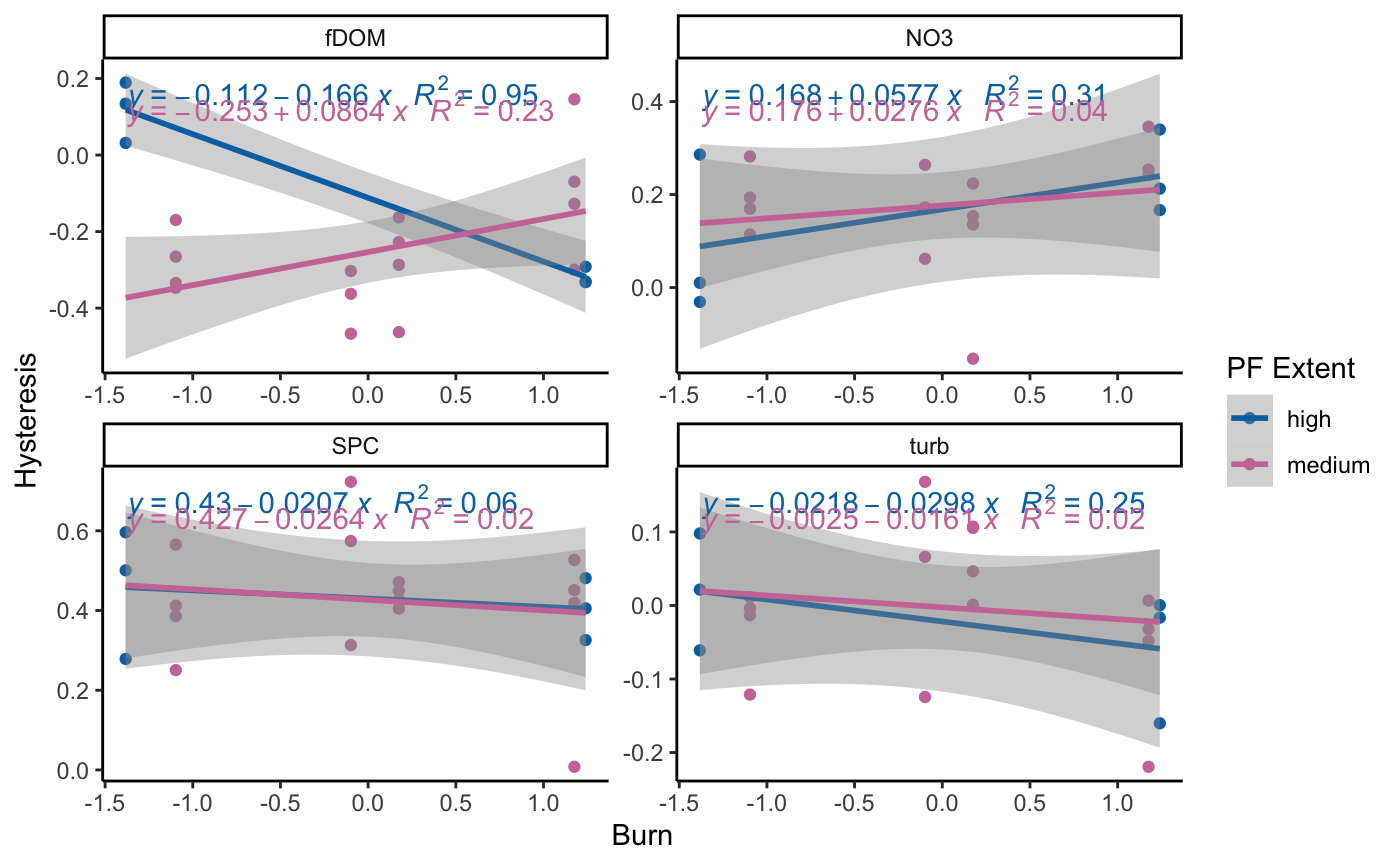 fDOM
NO3
y = −0.112 − 0.166 x R² = 0.95
y = −0.253 + 0.0864 x R² = 0.23
y = 0.168 + 0.0577 x R² = 0.31
y = 0.176 + 0.0276 x R² = 0.04
0.2
0.0
-0.2
-0.4
0.4
0.2
0.0
-1.5 -1.0 -0.5 0.0 0.5 1.0
-1.5 -1.0 -0.5 0.0 0.5 1.0
SPC
turb
y = 0.43 − 0.0207 x R² = 0.06
y = 0.427 − 0.0264 x R² = 0.02
y = −0.0218 − 0.0298 x R² = 0.25
y = −0.0025 − 0.0161 x R² = 0.02
0.6
0.4
0.2
0.0
0.1
0.0
-0.1
-0.2
-1.5 -1.0 -0.5 0.0 0.5 1.0
-1.5 -1.0 -0.5 0.0 0.5 1.0
Hysteresis
Burn
PF Extent
high
medium